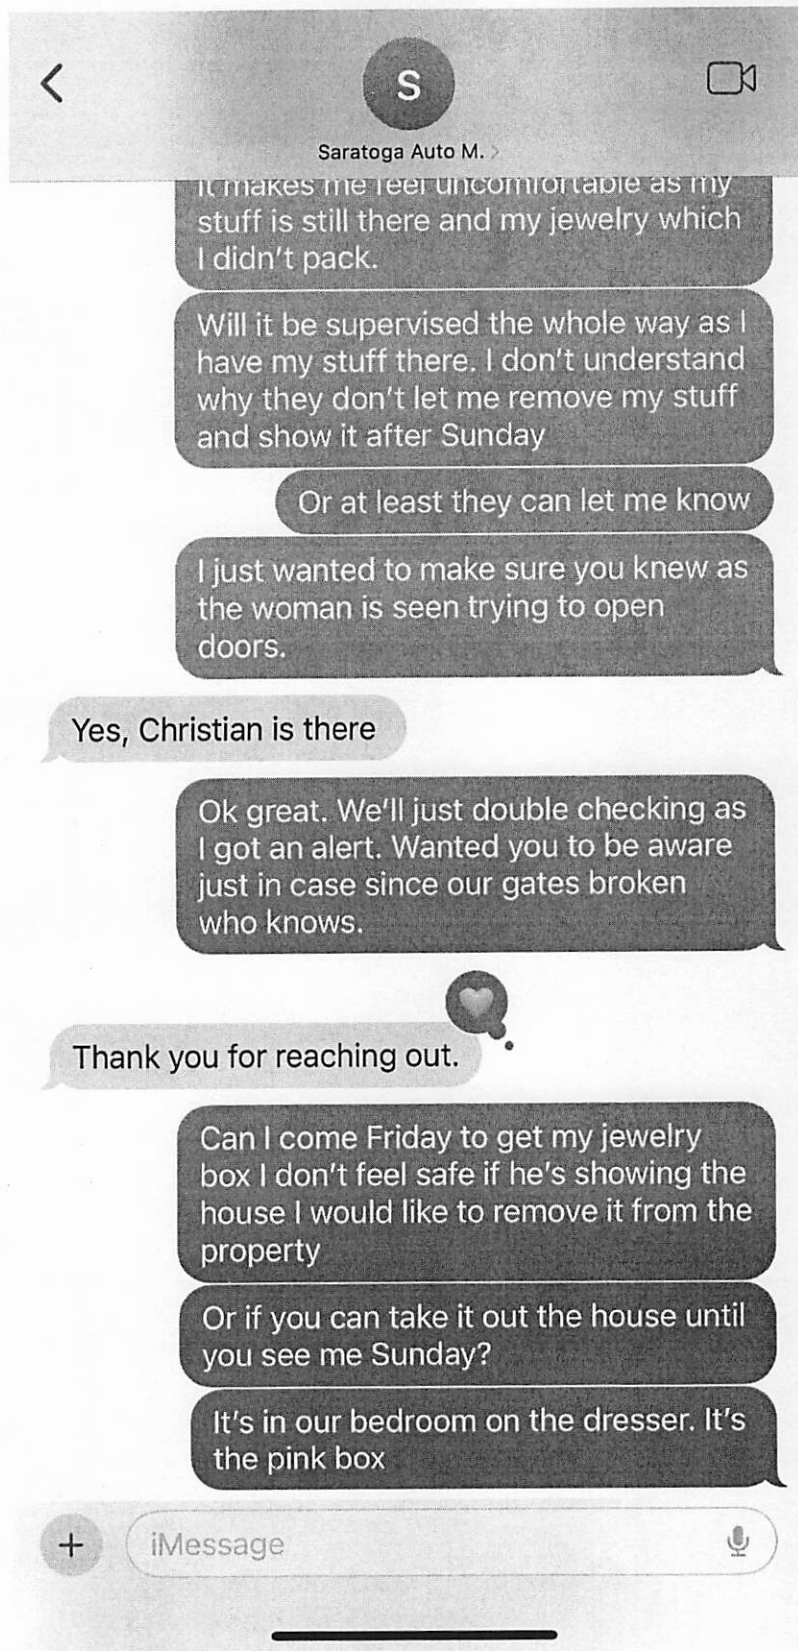 S
Saratoga Auto M. >
It makes me feel uncomfortable as my
stuff is still there and my jewelry which
I didn't pack.
Will it be supervised the whole way as I
have my stuff there. I don't understand
why they don't let me remove my stuff
and show it after Sunday
Or at least they can let me know
I just wanted to make sure you knew as
the woman is seen trying to open
doors.
Yes, Christian is there
Ok great. We'll just double checking as
I got an alert. Wanted you to be aware
just in case since our gates broken
who knows.
Thank you for reaching out.
Can I come Friday to get my jewelry
box I don't feel safe if he's showing the
house I would like to remove it from the
property
Or if you can take it out the house until
you see me Sunday?
It's in our bedroom on the dresser. It's
the pink box
iMessage